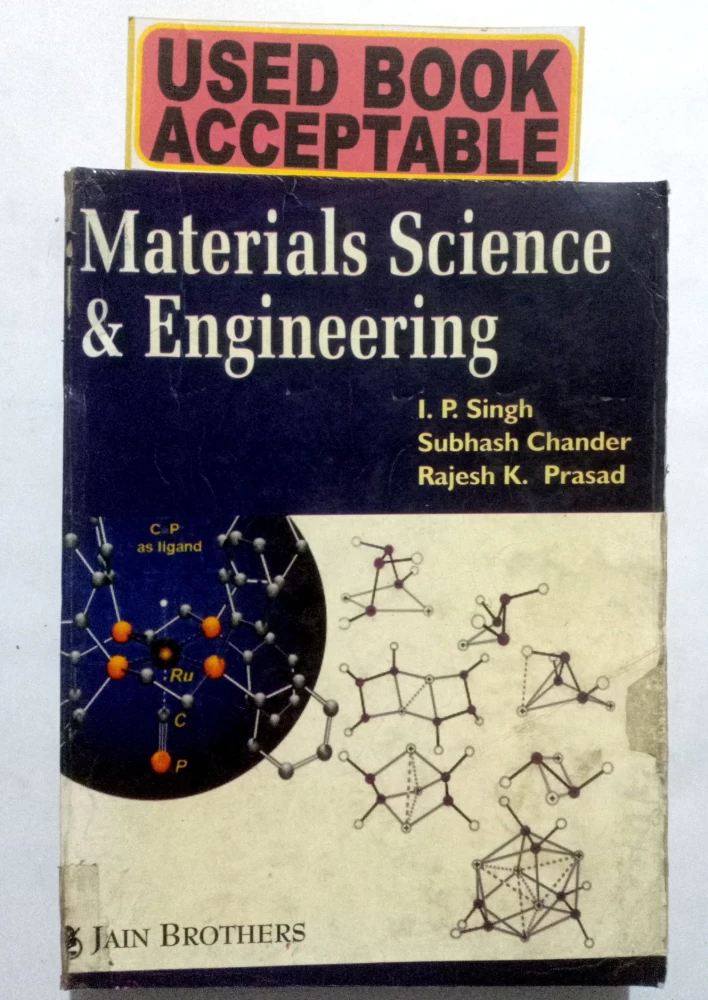 USED BOOK
ACCEPTABLE
Materials Science
& Engineering
I. P. Singh
Subhash Chander
Rajesh K. Prasad
C P
as ligand
Ru
C
P
JAIN BROTHERS